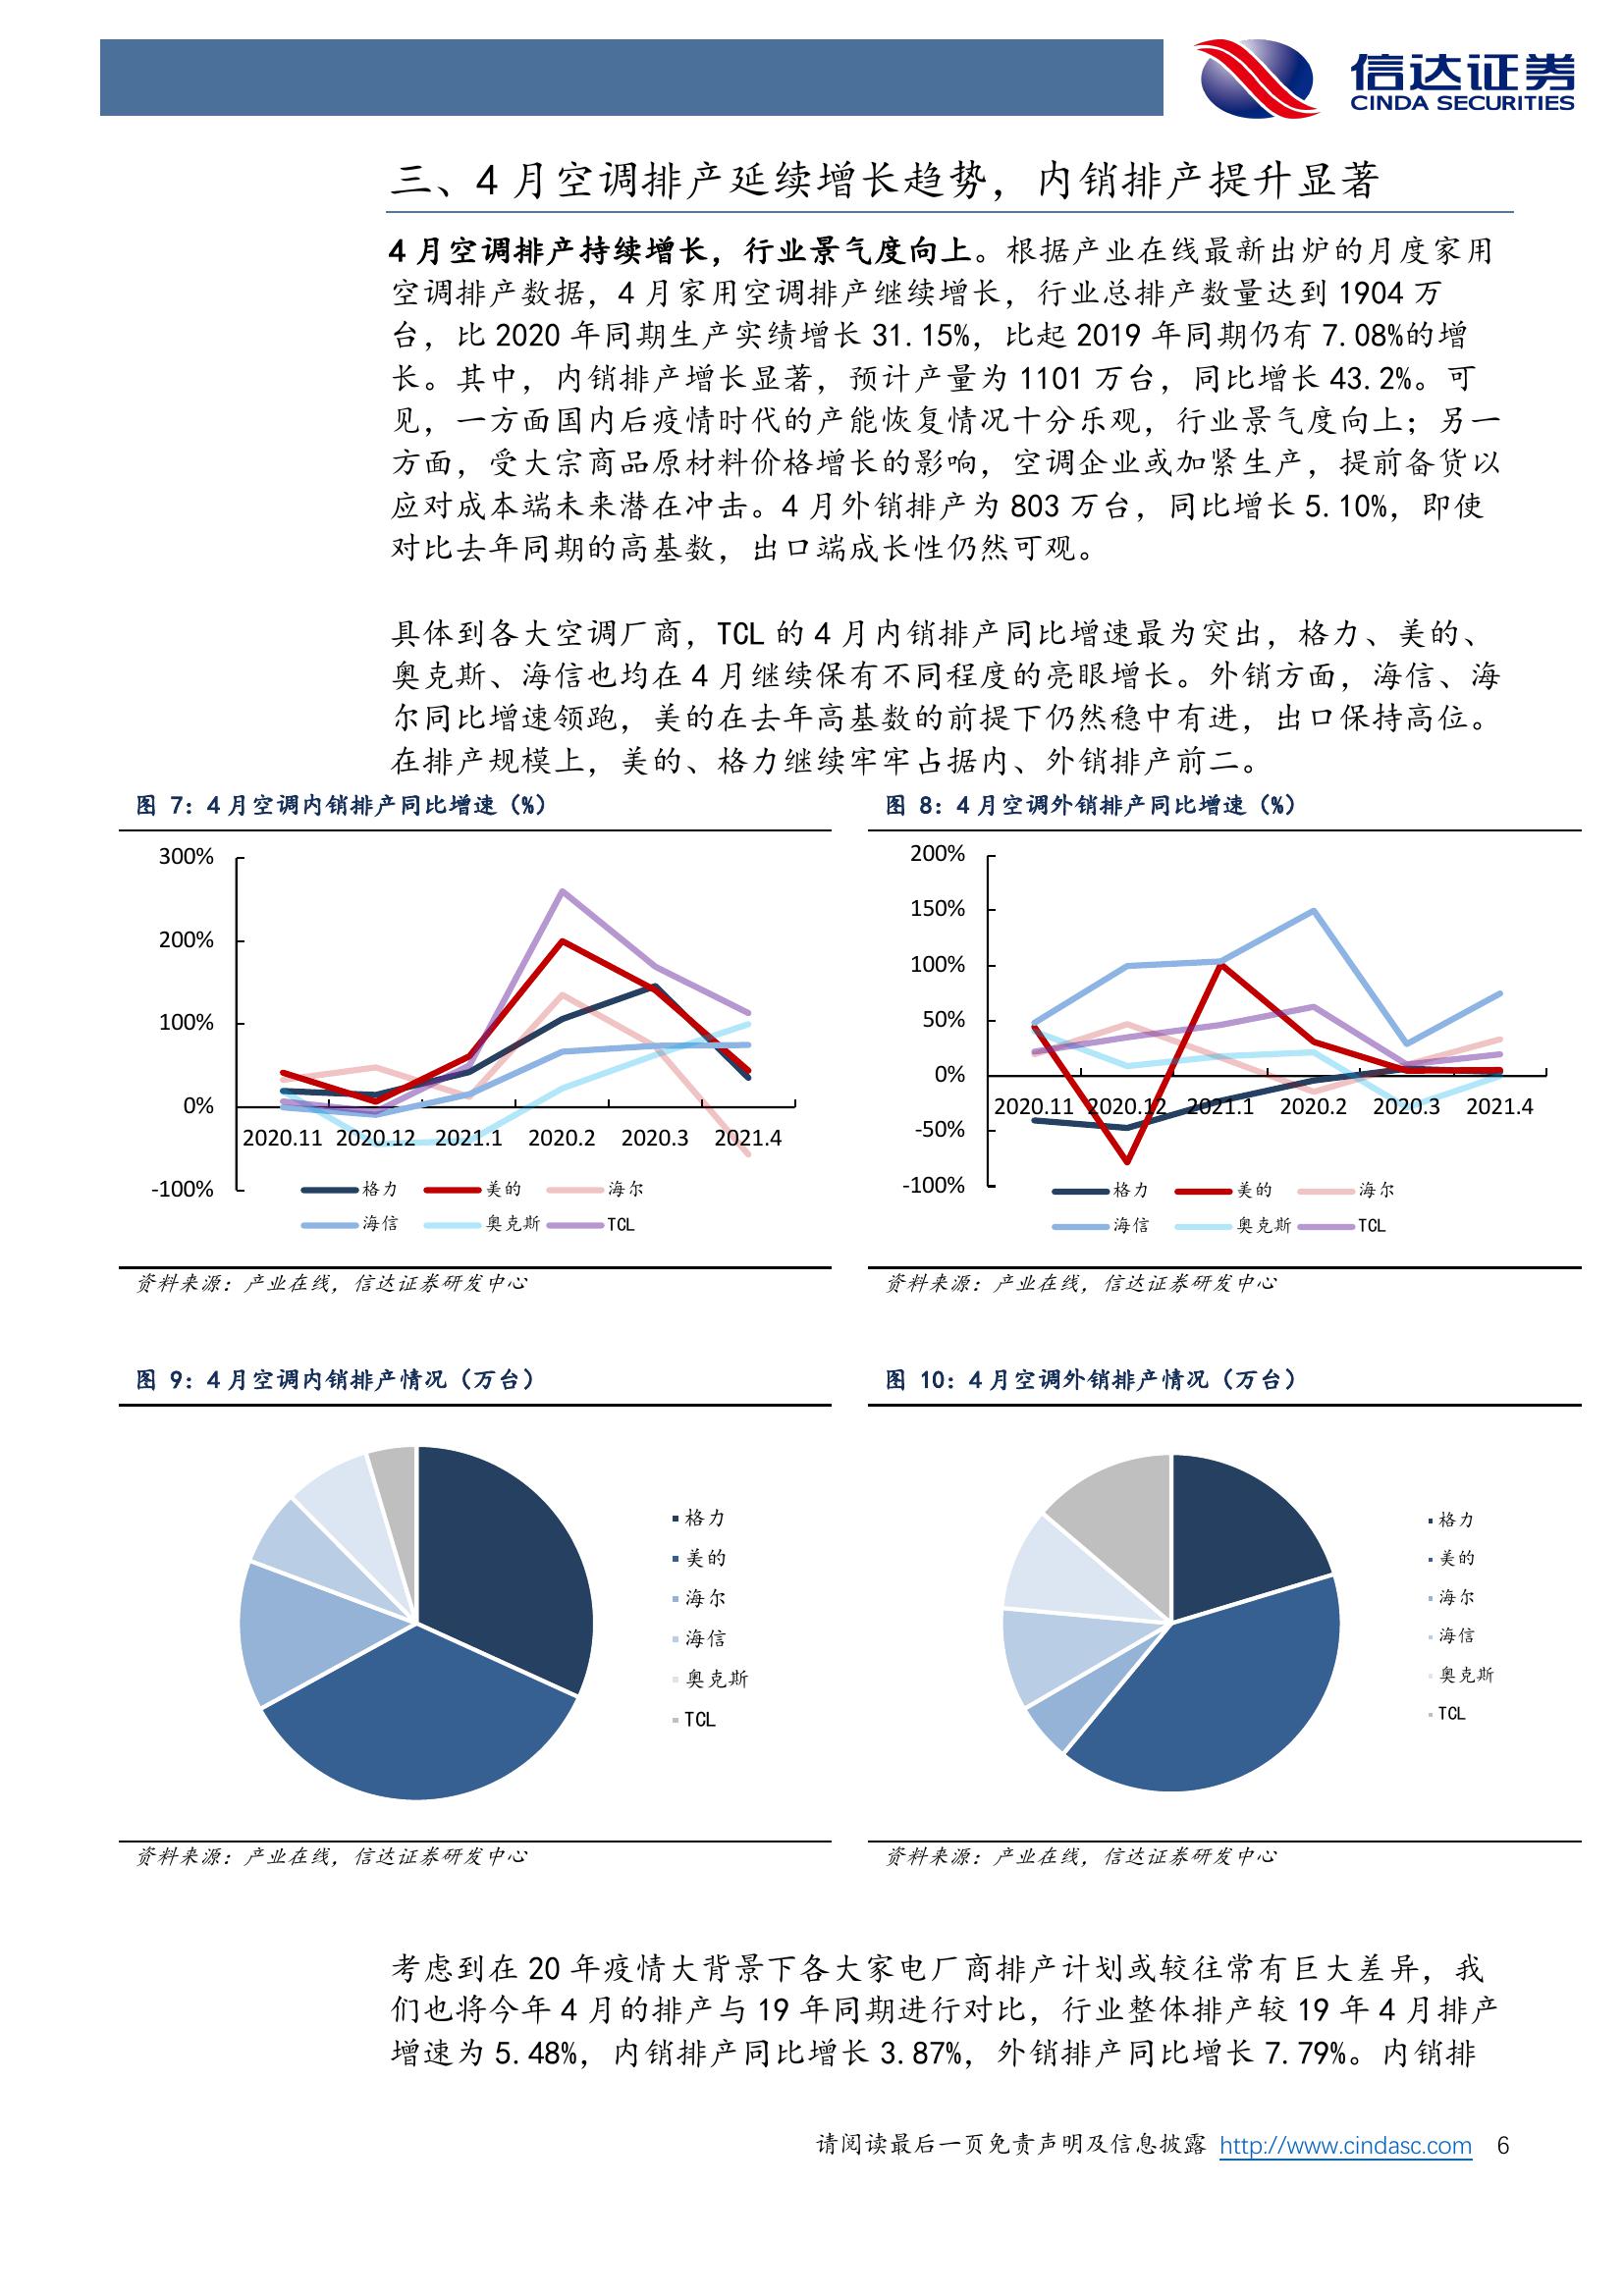 信达证券
CINDA SECURITIES
三、4 月空调排产延续增长趋势，内销排产提升显著
4 月空调排产持续增长，行业景气度向上。根据产业在线最新出炉的月度家用
空调排产数据，4 月家用空调排产继续增长，行业总排产数量达到 1904 万
台，比 2020 年同期生产实绩增长 31.15%，比起 2019 年同期仍有 7.08%的增
长。其中，内销排产增长显著，预计产量为 1101 万台，同比增长 43.2%。可
见，一方面国内后疫情时代的产能恢复情况十分乐观，行业景气度向上；另一
方面，受大宗商品原材料价格增长的影响，空调企业或加紧生产，提前备货以
应对成本端未来潜在冲击。4 月外销排产为 803 万台，同比增长 5.10%，即使
对比去年同期的高基数，出口端成长性仍然可观。
具体到各大空调厂商，TCL 的 4 月内销排产同比增速最为突出，格力、美的、
奥克斯、海信也均在 4 月继续保有不同程度的亮眼增长。外销方面，海信、海
尔同比增速领跑，美的在去年高基数的前提下仍然稳中有进，出口保持高位。
在排产规模上，美的、格力继续牢牢占据内、外销排产前二。
图 7：4 月空调内销排产同比增速（%）
300%
200%
100%
0%
-100%
2020.11 2020.12 2021.1 2020.2 2020.3 2021.4
格力 美的 海尔
海信 奥克斯 TCL
资料来源：产业在线，信达证券研发中心
图 8：4 月空调外销排产同比增速（%）
200%
150%
100%
50%
0%
-50%
-100%
2020.11 2020.12 2021.1 2020.2 2020.3 2021.4
格力 美的 海尔
海信 奥克斯 TCL
资料来源：产业在线，信达证券研发中心
图 9：4 月空调内销排产情况（万台）
格力
美的
海尔
海信
奥克斯
TCL
资料来源：产业在线，信达证券研发中心
图 10：4 月空调外销排产情况（万台）
格力
美的
海尔
海信
奥克斯
TCL
资料来源：产业在线，信达证券研发中心
考虑到在 20 年疫情大背景下各大家电厂商排产计划或较往常有巨大差异，我
们也将今年 4 月的排产与 19 年同期进行对比，行业整体排产较 19 年 4 月排产
增速为 5.48%，内销排产同比增长 3.87%，外销排产同比增长 7.79%。内销排
请阅读最后一页免责声明及信息披露 http://www.cindasc.com 6